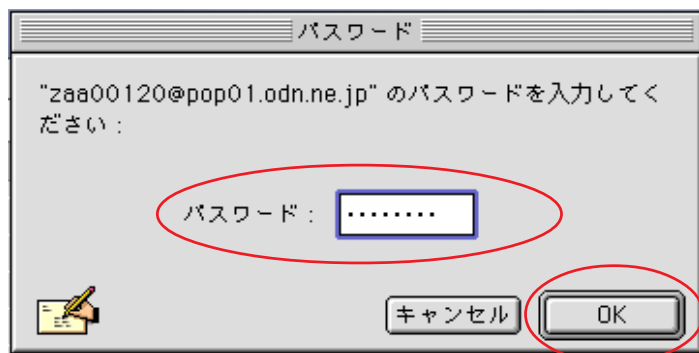 パスワード
"zaa00120@pop01.odn.ne.jp" のパスワードを入力してく
ださい：
パスワード： ••••••••
キャンセル
OK